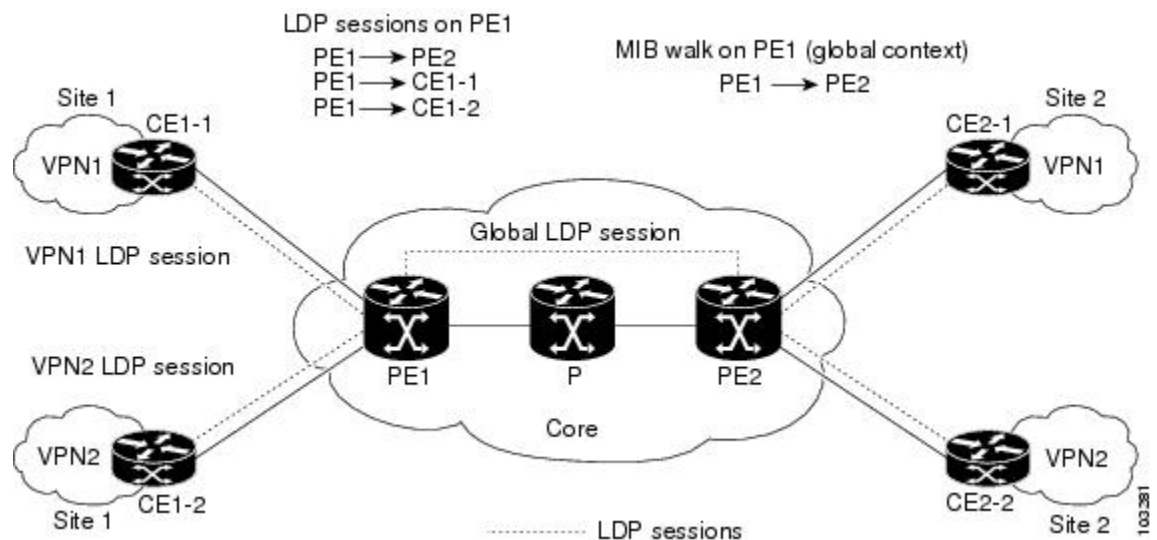 LDP sessions on PE1
PE1 → PE2
PE1 → CE1-1
PE1 → CE1-2
MIB walk on PE1 (global context)
PE1 → PE2
Site 1
CE1-1
VPN1
Site 2
CE2-1
VPN1
VPN1 LDP session
Global LDP session
VPN2 LDP session
PE1
P
PE2
Core
VPN2
CE1-2
Site 1
VPN2
CE2-2
Site 2
LDP sessions
103281